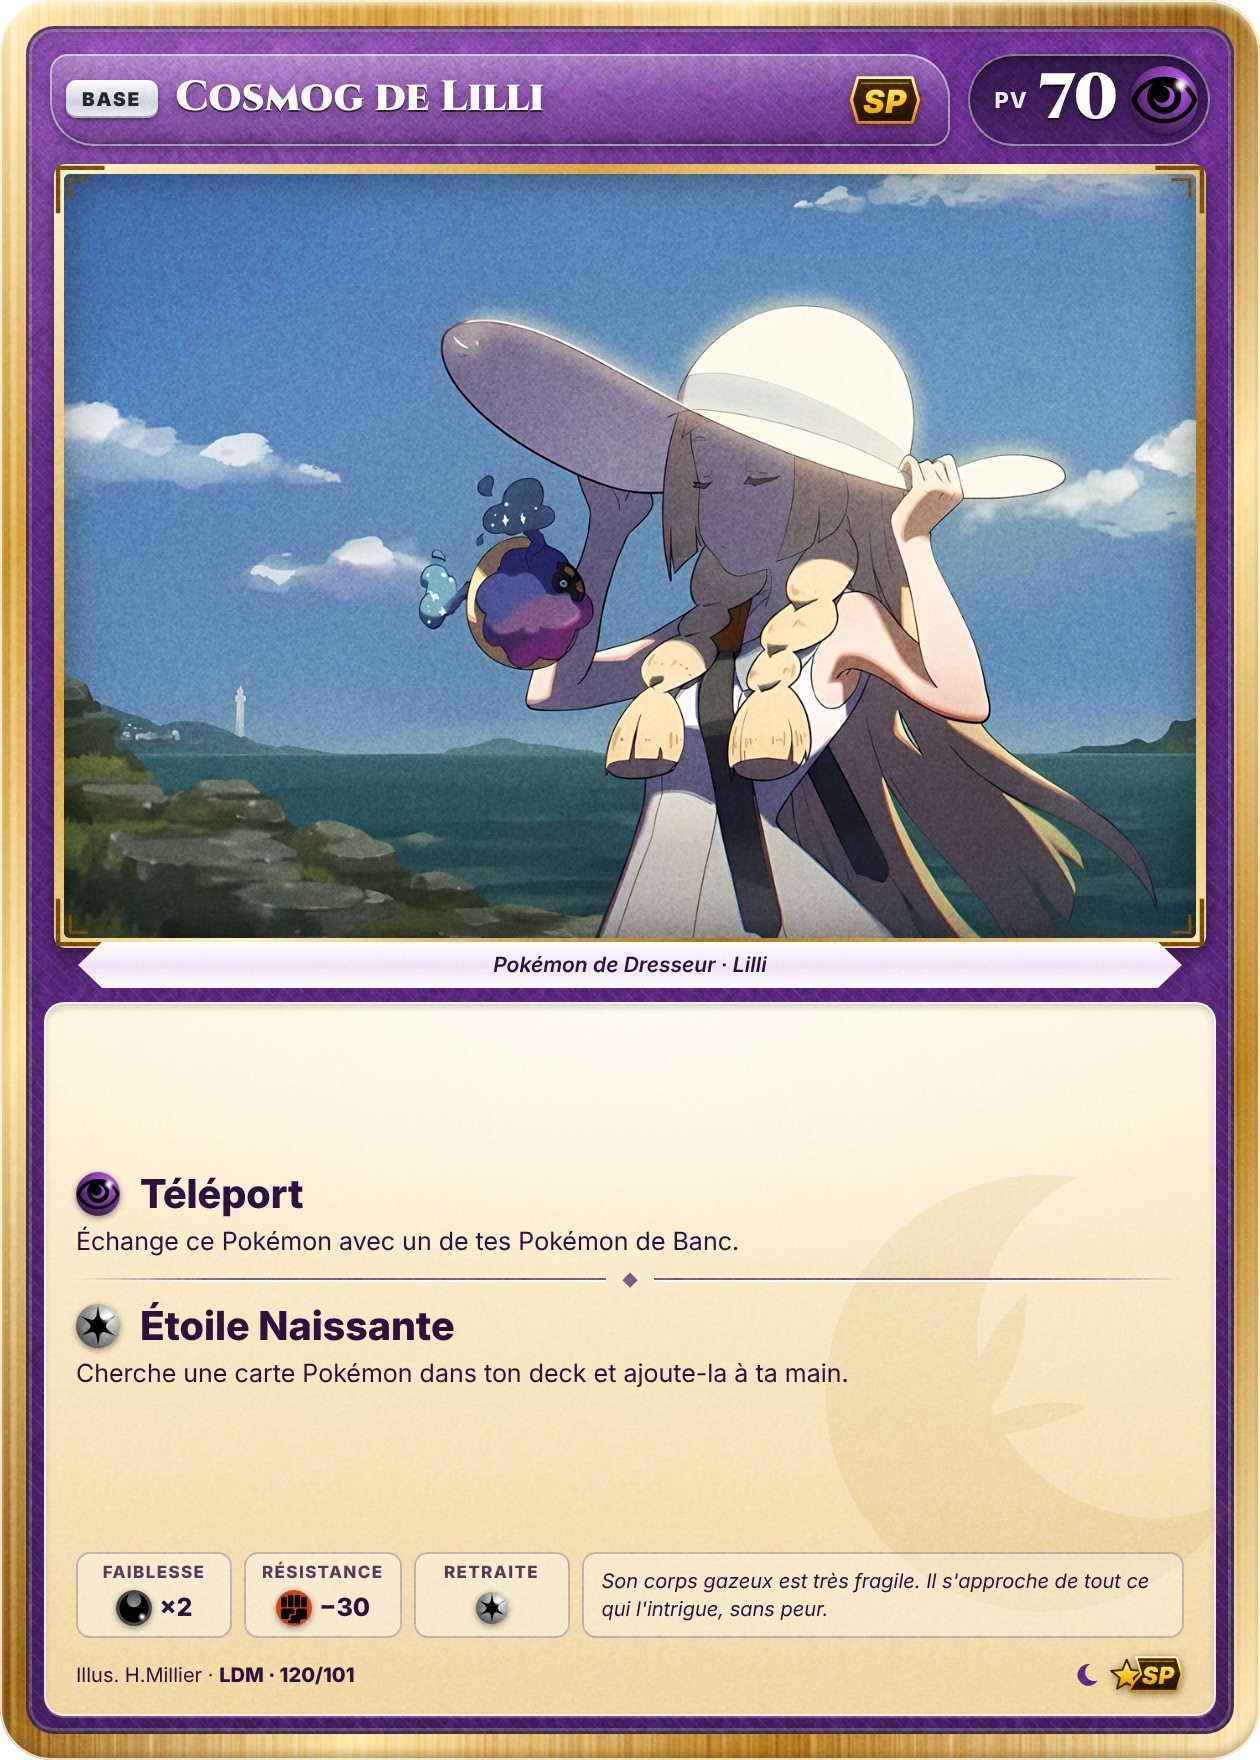 BASE
Cosmog de Lilli
SP
PV 70
Pokémon de Dresseur · Lilli
Téléport
Échange ce Pokémon avec un de tes Pokémon de Banc.
Étoile Naissante
Cherche une carte Pokémon dans ton deck et ajoute-la à ta main.
FAIBLESSE
×2
RÉSISTANCE
−30
RETRAITE
Son corps gazeux est très fragile. Il s'approche de tout ce
qui l'intrigue, sans peur.
Illus. H.Millier · LDM · 120/101
SP